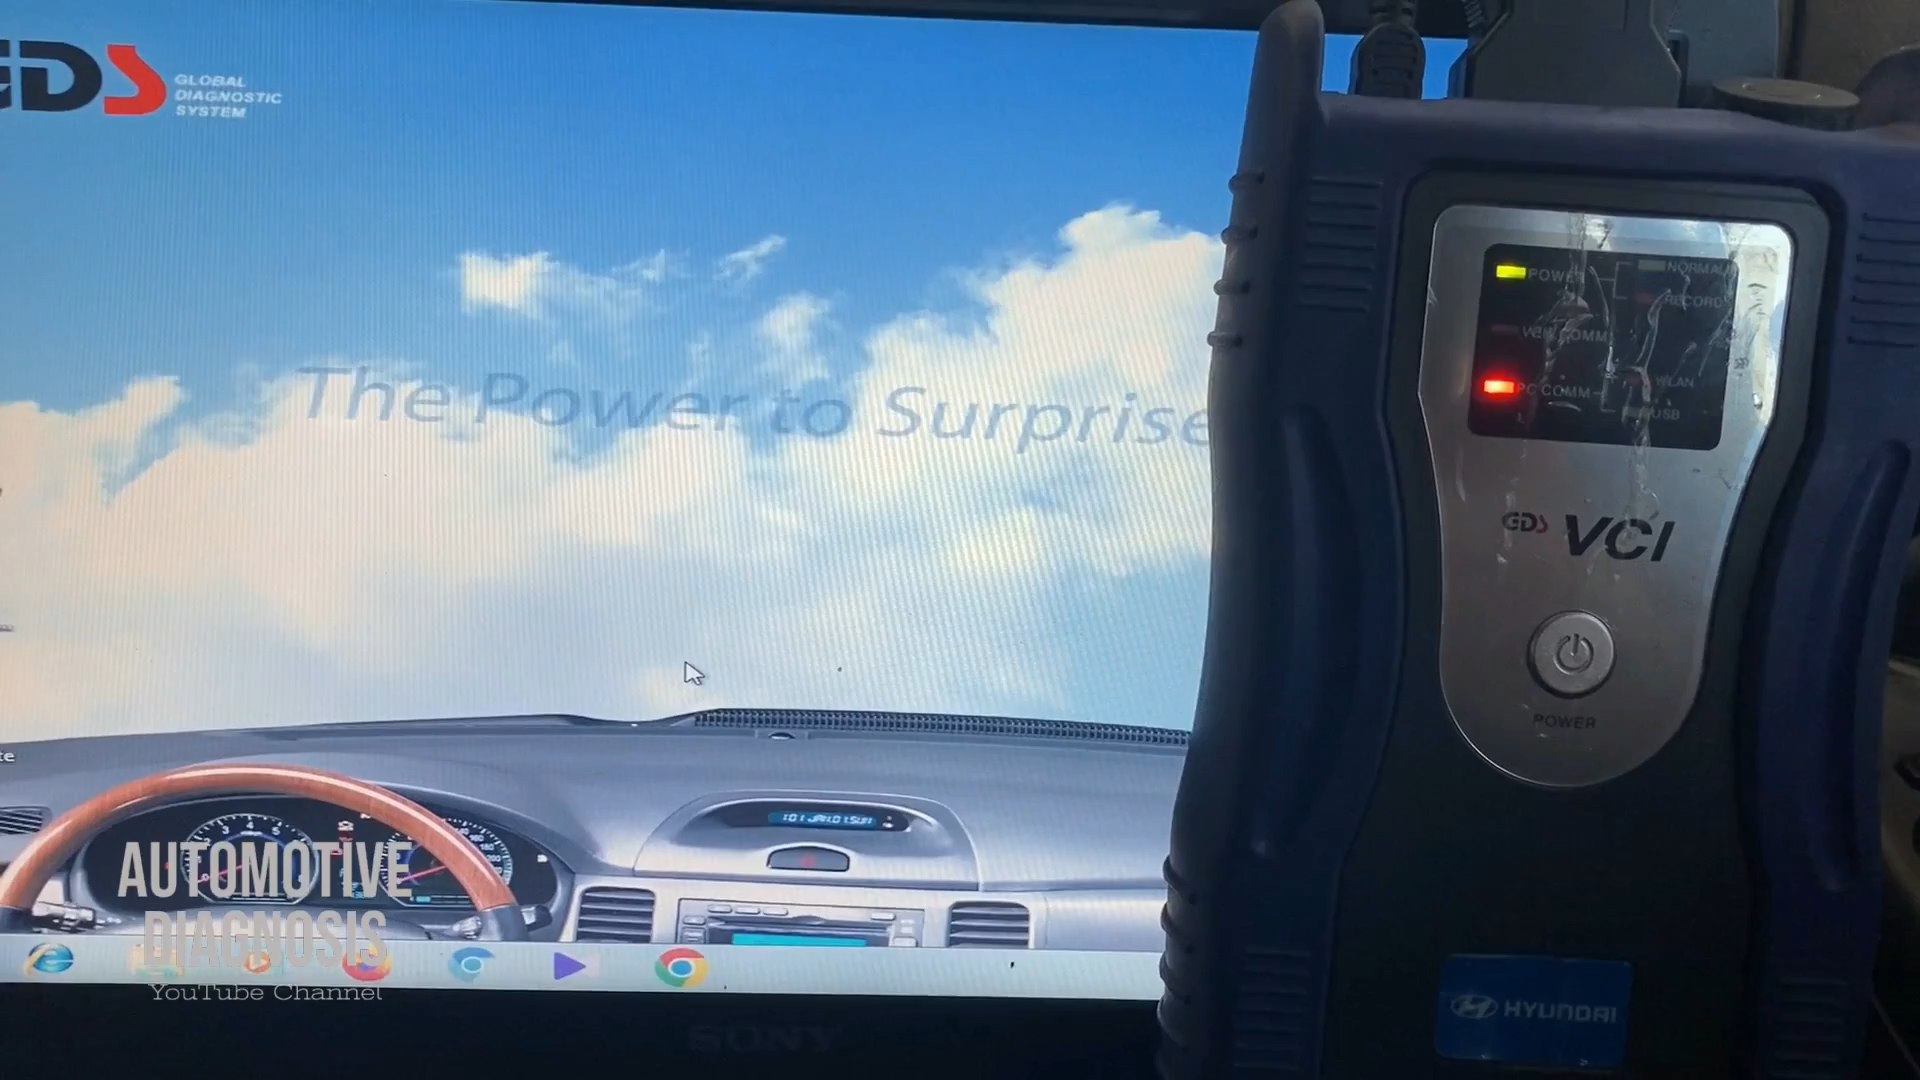 GDS
GLOBAL
DIAGNOSTIC
SYSTEM
The Power to Surprise
POWER
NORMAL
RECORD
VEH COMM
PC COMM
WLAN
USB
GDS VCI
POWER
HYUNDAI
te
AUTOMOTIVE
DIAGNOSIS
YouTube Channel
SONY